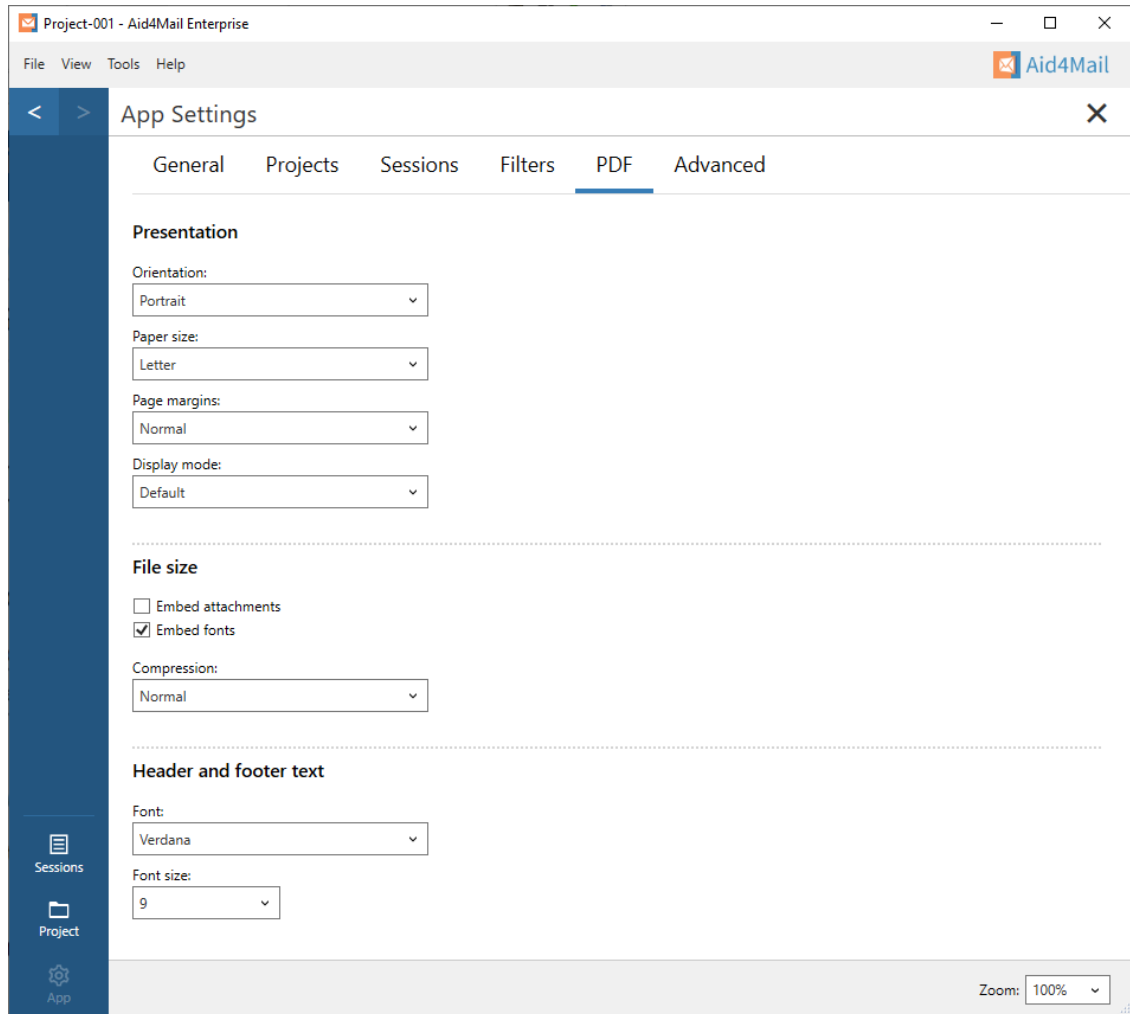 Project-001 - Aid4Mail Enterprise
File View Tools Help
Aid4Mail
< >
App Settings
General Projects Sessions Filters PDF Advanced
Presentation
Orientation:
Portrait
Paper size:
Letter
Page margins:
Normal
Display mode:
Default
File size
Embed attachments
Embed fonts
Compression:
Normal
Header and footer text
Font:
Verdana
Font size:
9
Sessions
Project
App
Zoom: 100%